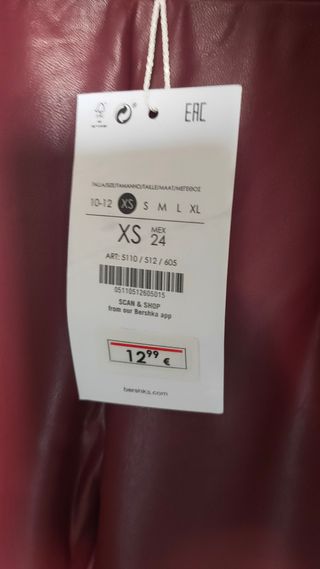 EAC
TALLA/SIZE/TAMANHO/TAILLE/MAAT/ΜΕΓΕΘΟΣ
10-12 XS S M L XL
XS MEX 24
ART: 5110 / 512 / 605
05110512605015
SCAN & SHOP
from our Bershka app
12,99 €
bershka.com